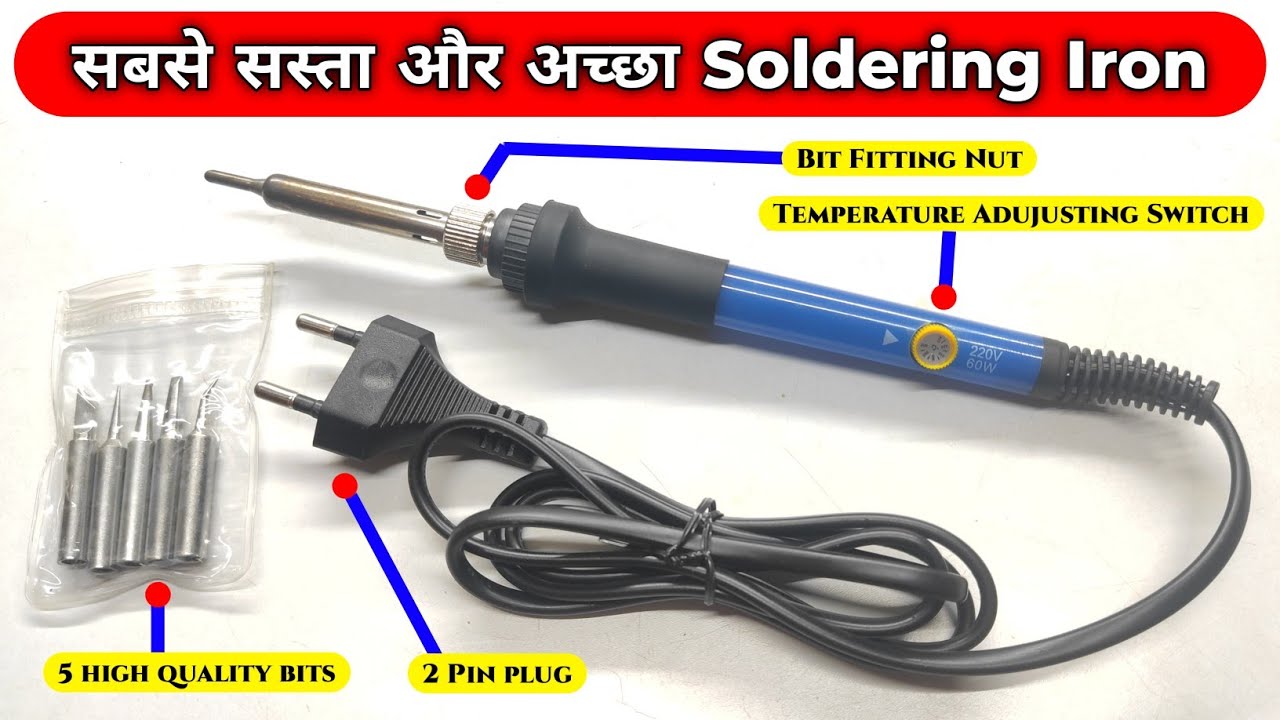 सबसे सस्ता और अच्छा Soldering Iron
Bit Fitting Nut
Temperature Adujusting Switch
220V
60W
5 high quality bits
2 Pin plug